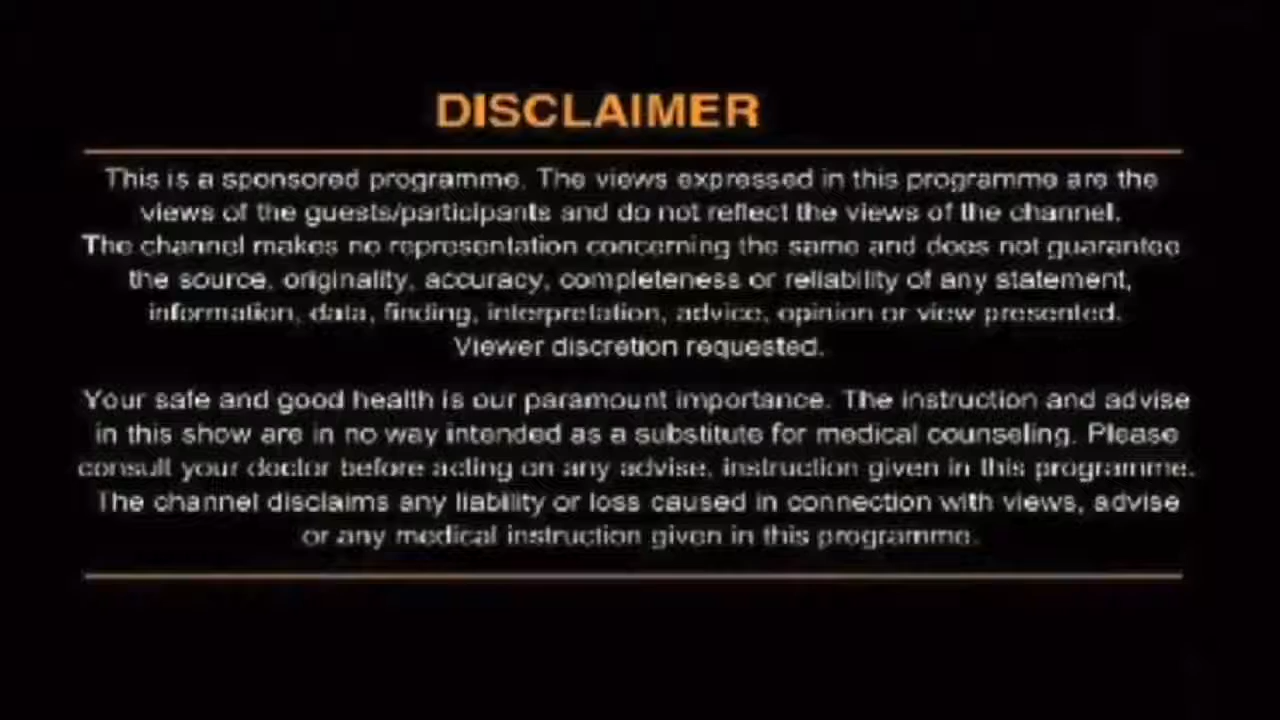 DISCLAIMER
This is a sponsored programme. The views expressed in this programme are the
views of the guests/participants and do not reflect the views of the channel.
The channel makes no representation concerning the same and does not guarantee
the source, originality, accuracy, completeness or reliability of any statement,
information, data, finding, interpretation, advice, opinion or view presented.
Viewer discretion requested.
Your safe and good health is our paramount importance. The instruction and advise
in this show are in no way intended as a substitute for medical counseling. Please
consult your doctor before acting on any advise, instruction given in this programme.
The channel disclaims any liability or loss caused in connection with views, advise
or any medical instruction given in this programme.